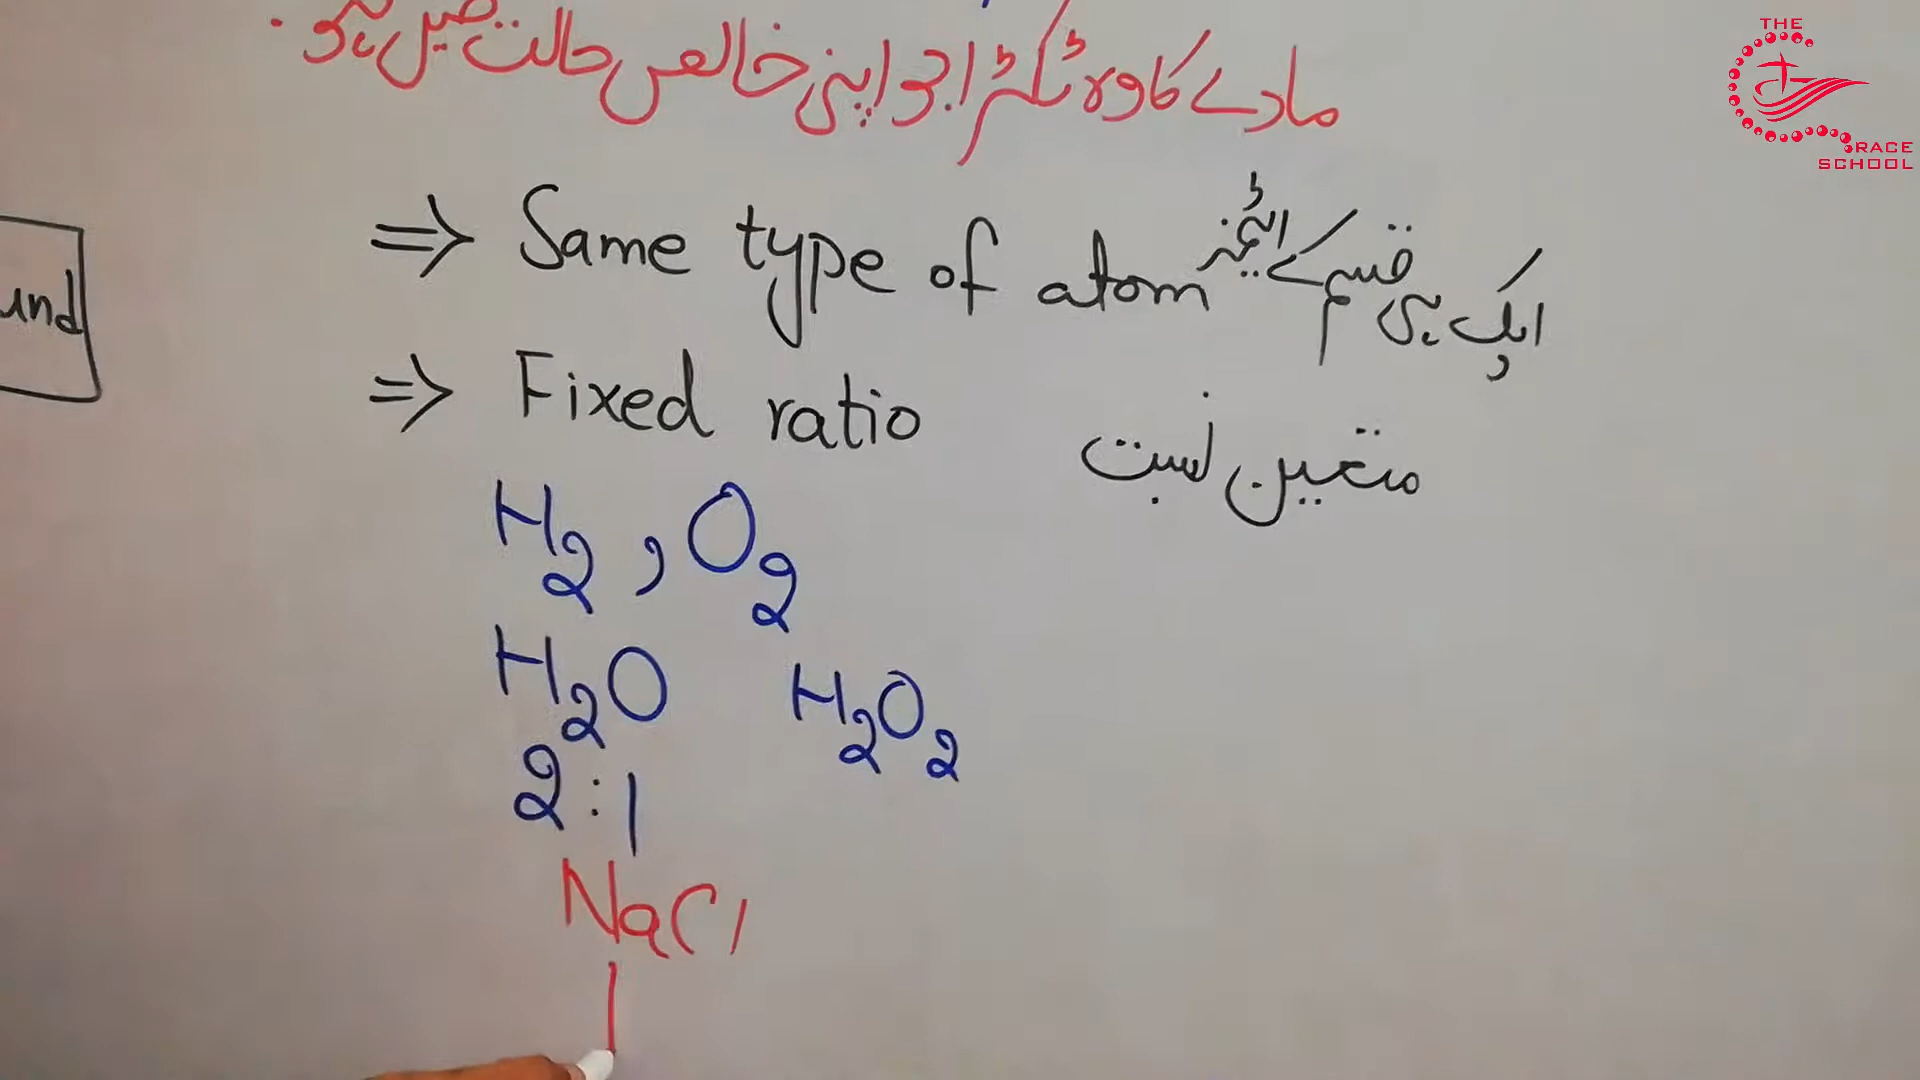 THE
GRACE
SCHOOL
مادے کا وہ ٹکڑا جو اپنی خالص حالت میں ہو ۔
⇒ Same type of atom ایک ہی قسم کے ایٹمز
⇒ Fixed ratio متعین نسبت
und
H₂ , O₂
H₂O H₂O₂
2 : 1
NaCl